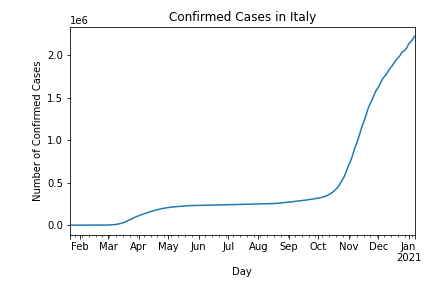 Confirmed Cases in Italy
1e6
2.0
1.5
1.0
0.5
0.0
Number of Confirmed Cases
Feb Mar Apr May Jun Jul Aug Sep Oct Nov Dec Jan
2021
Day